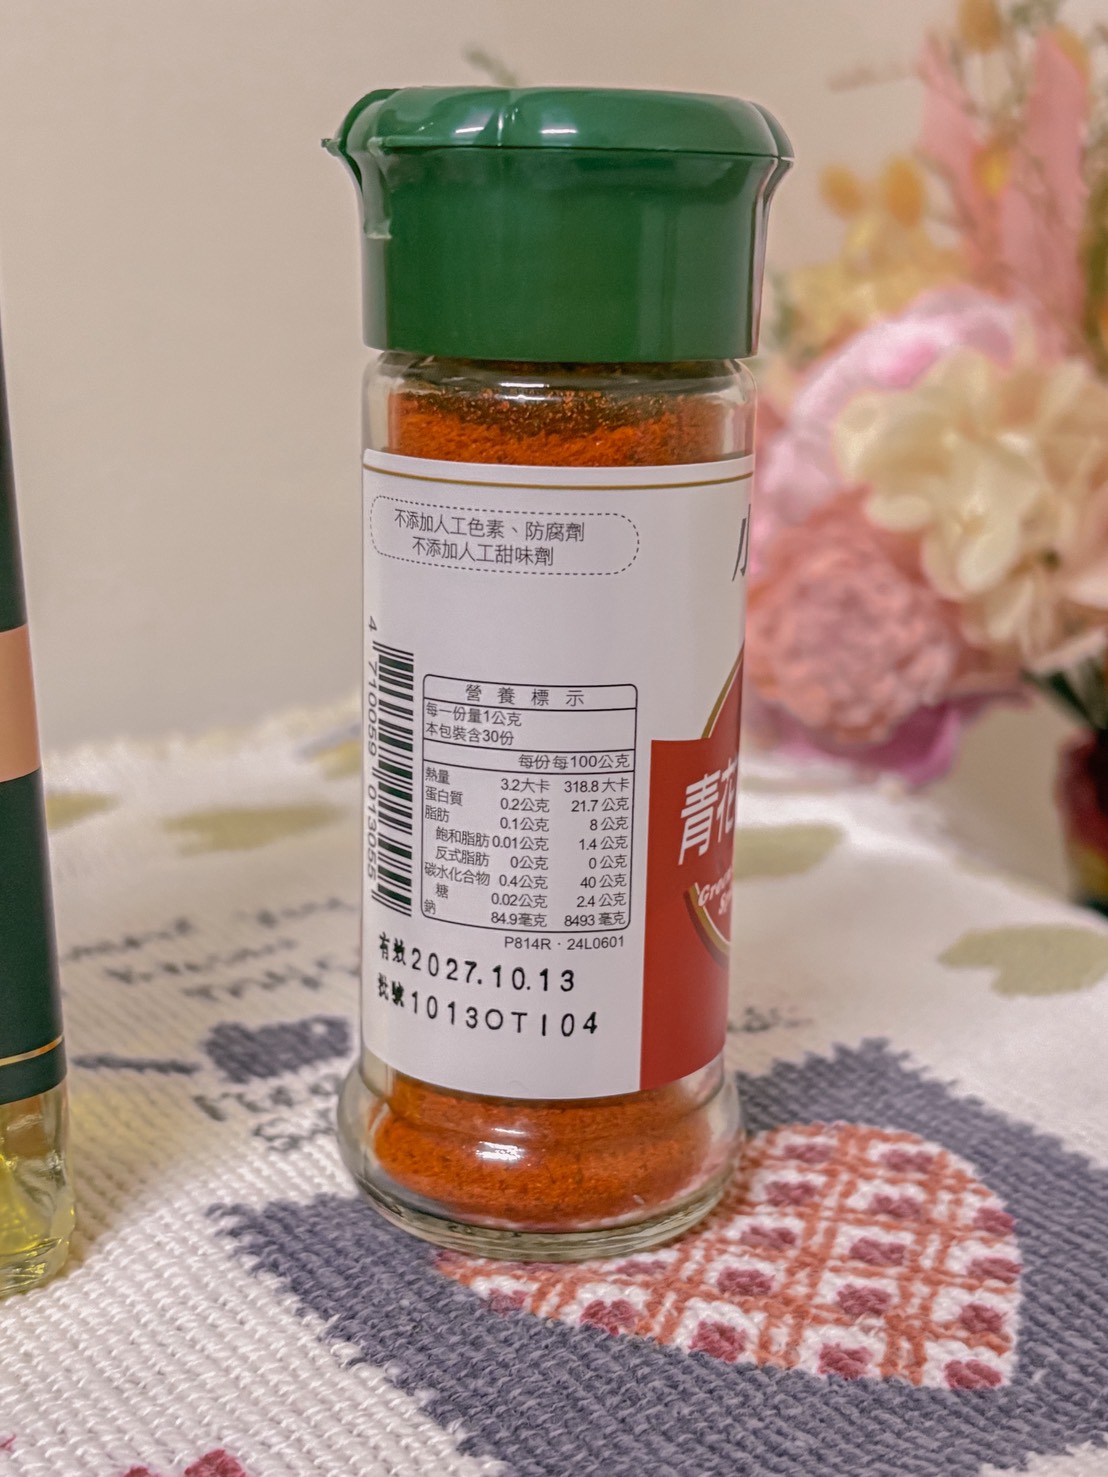 不添加人工色素、防腐劑
不添加人工甜味劑
4 710059 013055
營養標示
每一份量1公克
本包裝含30份
每份 每100公克
熱量 3.2大卡 318.8 大卡
蛋白質 0.2公克 21.7 公克
脂肪 0.1公克 8 公克
飽和脂肪 0.01公克 1.4 公克
反式脂肪 0公克 0 公克
碳水化合物 0.4公克 40 公克
糖 0.02公克 2.4 公克
鈉 84.9毫克 8493 毫克
P814R · 24L0601
有效2027.10.13
批號1013OTI04
青花